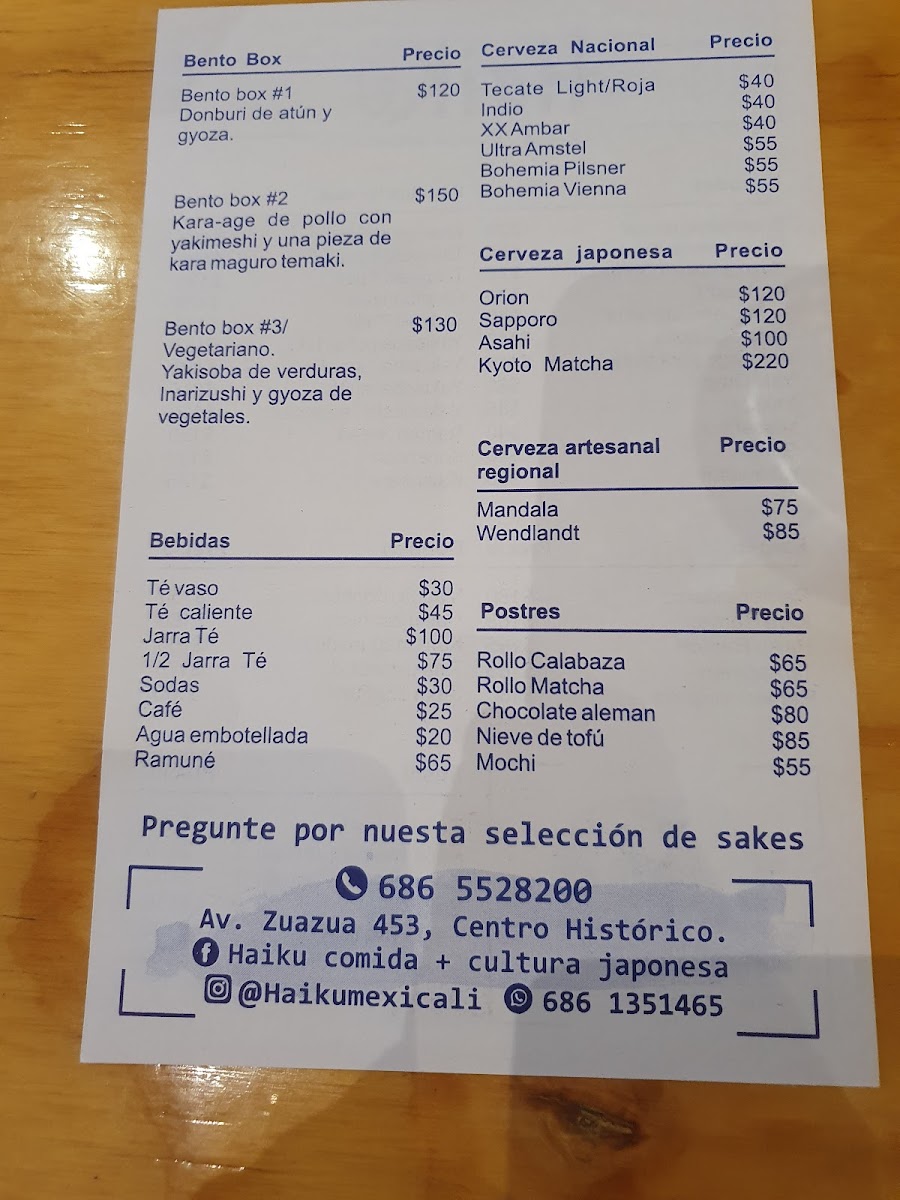 Bento Box Precio
Bento box #1 $120
Donburi de atún y
gyoza.
Bento box #2 $150
Kara-age de pollo con
yakimeshi y una pieza de
kara maguro temaki.
Bento box #3/ $130
Vegetariano.
Yakisoba de verduras,
Inarizushi y gyoza de
vegetales.
Bebidas Precio
Té vaso $30
Té caliente $45
Jarra Té $100
1/2 Jarra Té $75
Sodas $30
Café $25
Agua embotellada $20
Ramuné $65
Cerveza Nacional Precio
Tecate Light/Roja $40
Indio $40
XX Ambar $40
Ultra Amstel $55
Bohemia Pilsner $55
Bohemia Vienna $55
Cerveza japonesa Precio
Orion $120
Sapporo $120
Asahi $100
Kyoto Matcha $220
Cerveza artesanal Precio
regional
Mandala $75
Wendlandt $85
Postres Precio
Rollo Calabaza $65
Rollo Matcha $65
Chocolate aleman $80
Nieve de tofú $85
Mochi $55
Pregunte por nuesta selección de sakes
686 5528200
Av. Zuazua 453, Centro Histórico.
Haiku comida + cultura japonesa
@Haikumexicali 686 1351465